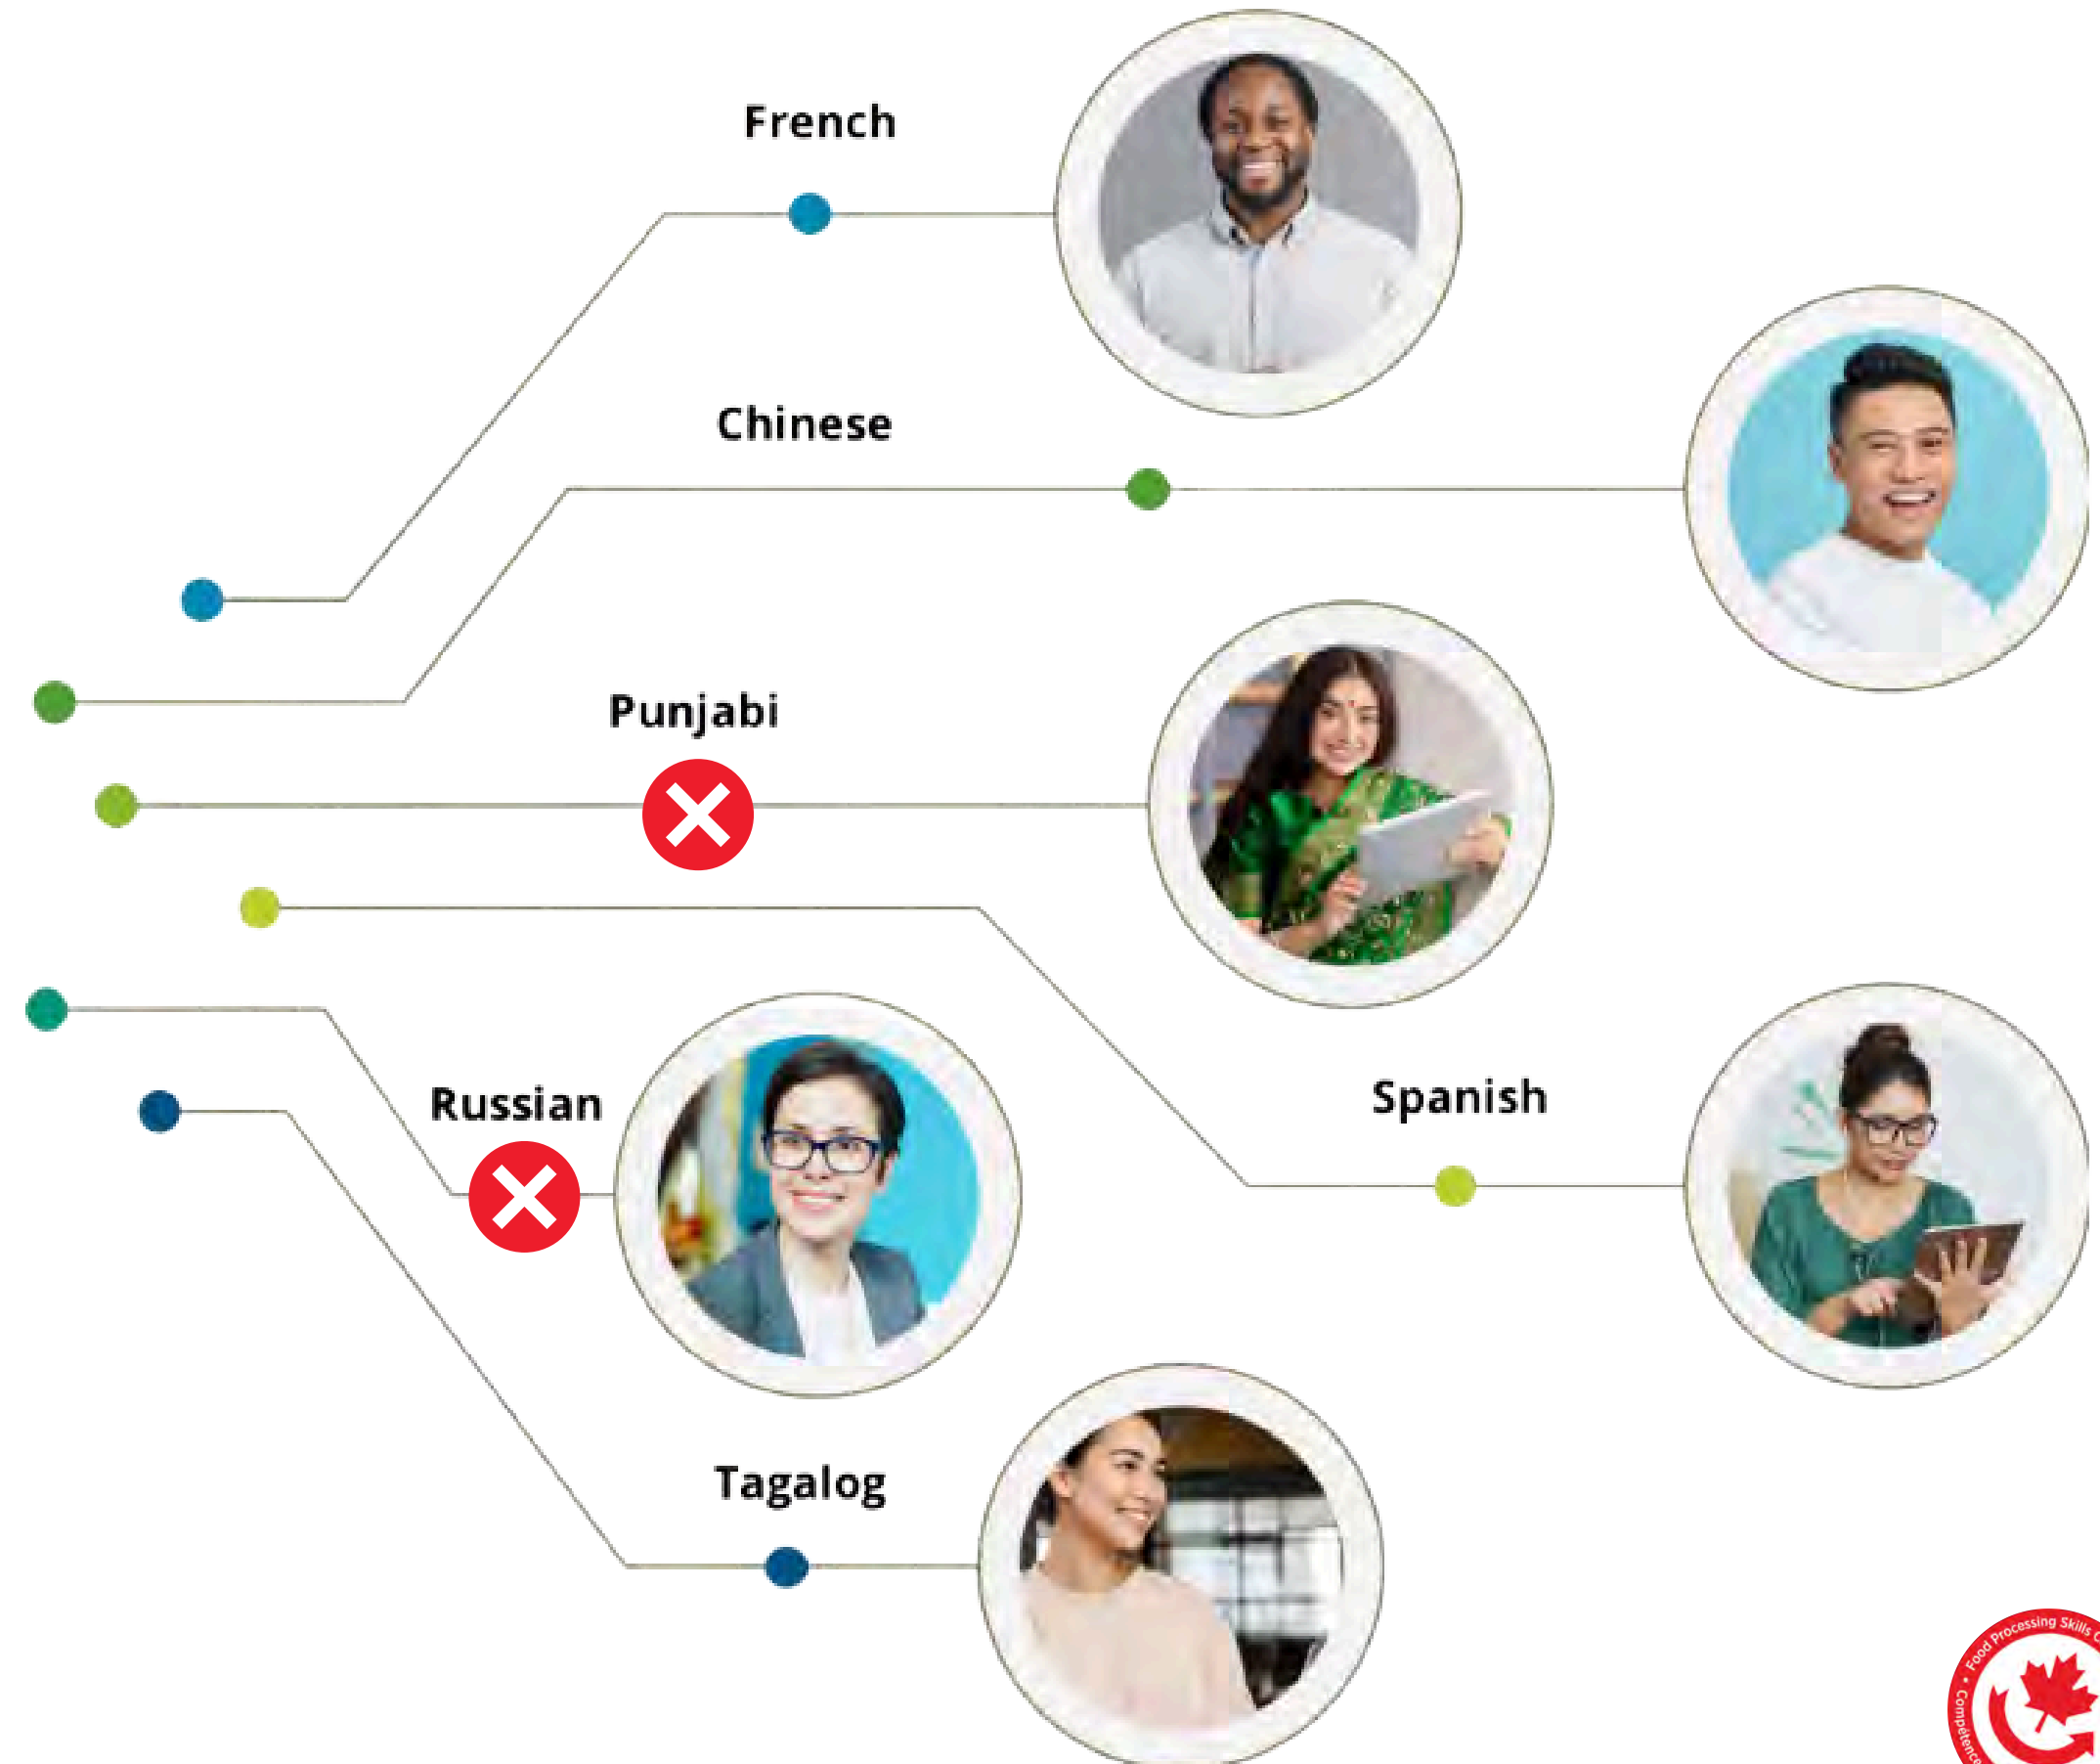 French
Chinese
Punjabi
Russian
Spanish
Tagalog
Food Processing Skills